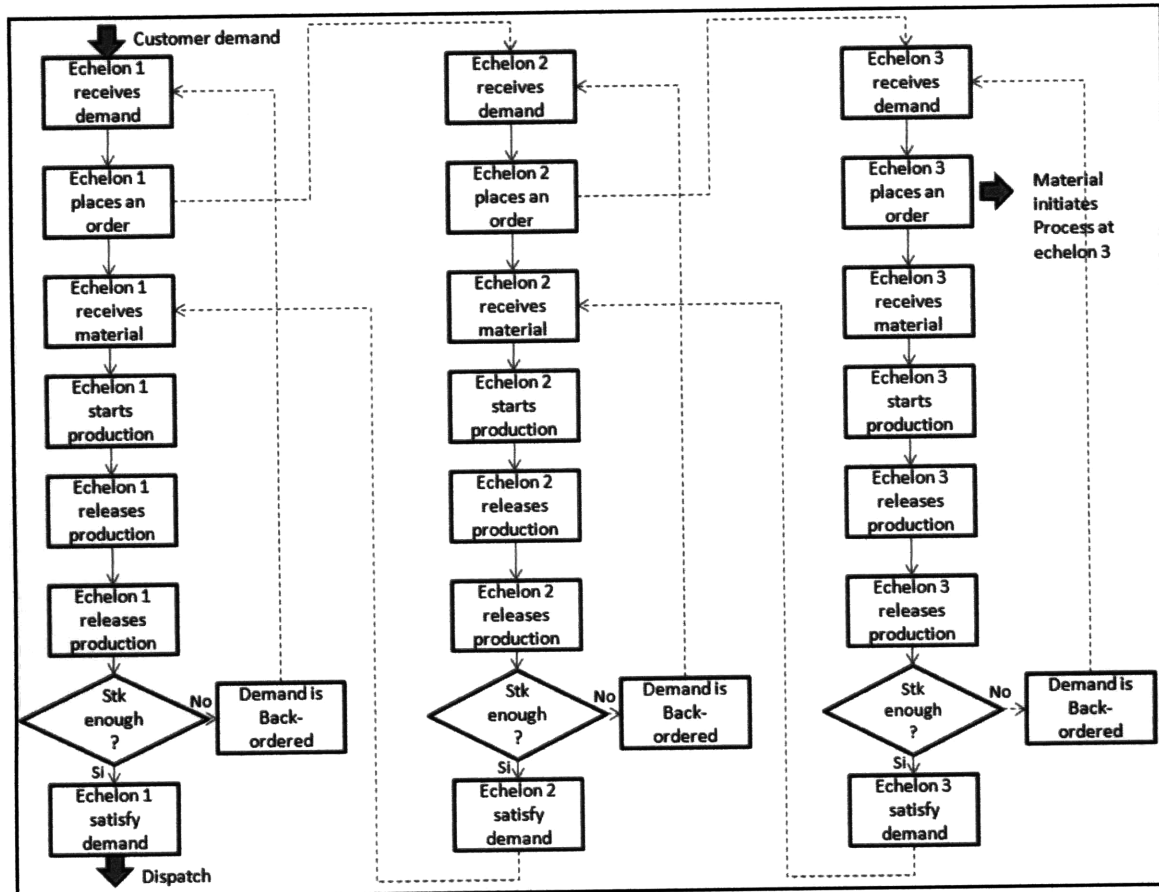 Customer demand
Echelon 1
receives
demand
Echelon 1
places an
order
Echelon 1
receives
material
Echelon 1
starts
production
Echelon 1
releases
production
Echelon 1
releases
production
Stk
enough
?
No
Demand is
Back-
ordered
Si
Echelon 1
satisfy
demand
Dispatch
Echelon 2
receives
demand
Echelon 2
places an
order
Echelon 2
receives
material
Echelon 2
starts
production
Echelon 2
releases
production
Echelon 2
releases
production
Stk
enough
?
No
Demand is
Back-
ordered
Si
Echelon 2
satisfy
demand
Echelon 3
receives
demand
Echelon 3
places an
order
Material
initiates
Process at
echelon 3
Echelon 3
receives
material
Echelon 3
starts
production
Echelon 3
releases
production
Echelon 3
releases
production
Stk
enough
?
No
Demand is
Back-
ordered
Si
Echelon 3
satisfy
demand